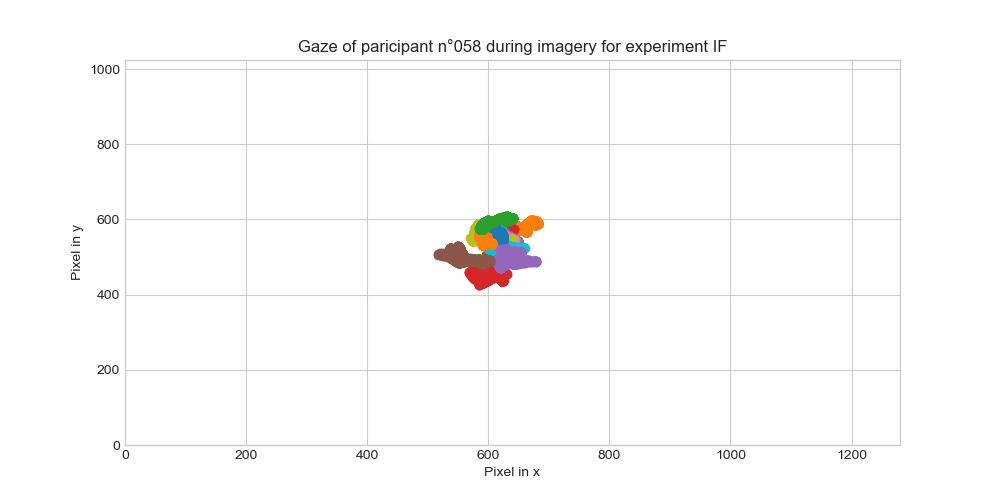 Gaze of paricipant n°058 during imagery for experiment IF
Pixel in y
1000
800
600
400
200
0
0 200 400 600 800 1000 1200
Pixel in x